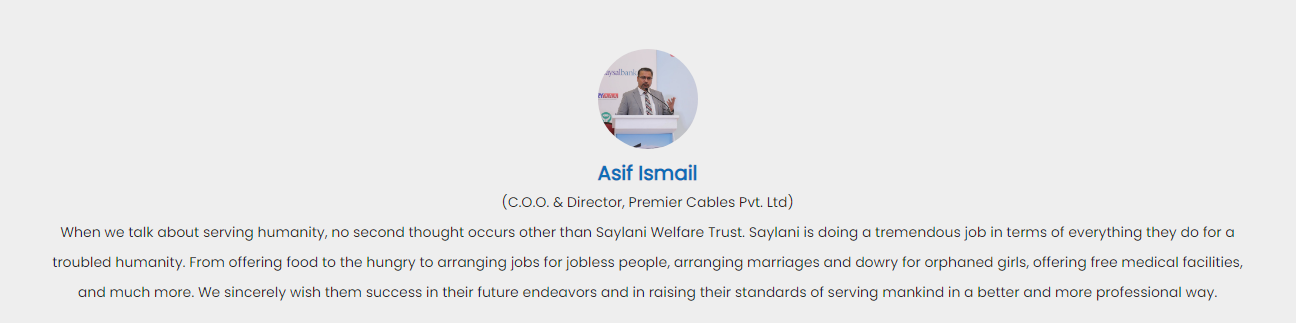 aysalbank
Asif Ismail
(C.O.O. & Director, Premier Cables Pvt. Ltd)
When we talk about serving humanity, no second thought occurs other than Saylani Welfare Trust. Saylani is doing a tremendous job in terms of everything they do for a
troubled humanity. From offering food to the hungry to arranging jobs for jobless people, arranging marriages and dowry for orphaned girls, offering free medical facilities,
and much more. We sincerely wish them success in their future endeavors and in raising their standards of serving mankind in a better and more professional way.